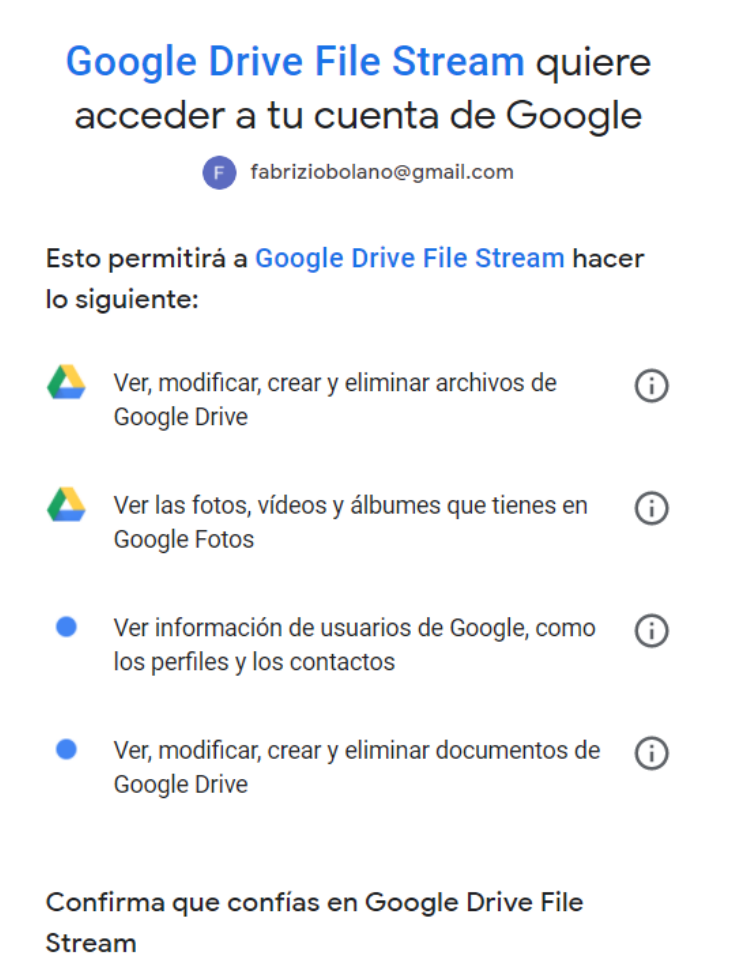 Google Drive File Stream quiere
acceder a tu cuenta de Google
F fabriziobolano@gmail.com
Esto permitirá a Google Drive File Stream hacer
lo siguiente:
Ver, modificar, crear y eliminar archivos de
Google Drive
Ver las fotos, vídeos y álbumes que tienes en
Google Fotos
Ver información de usuarios de Google, como
los perfiles y los contactos
Ver, modificar, crear y eliminar documentos de
Google Drive
Confirma que confías en Google Drive File
Stream